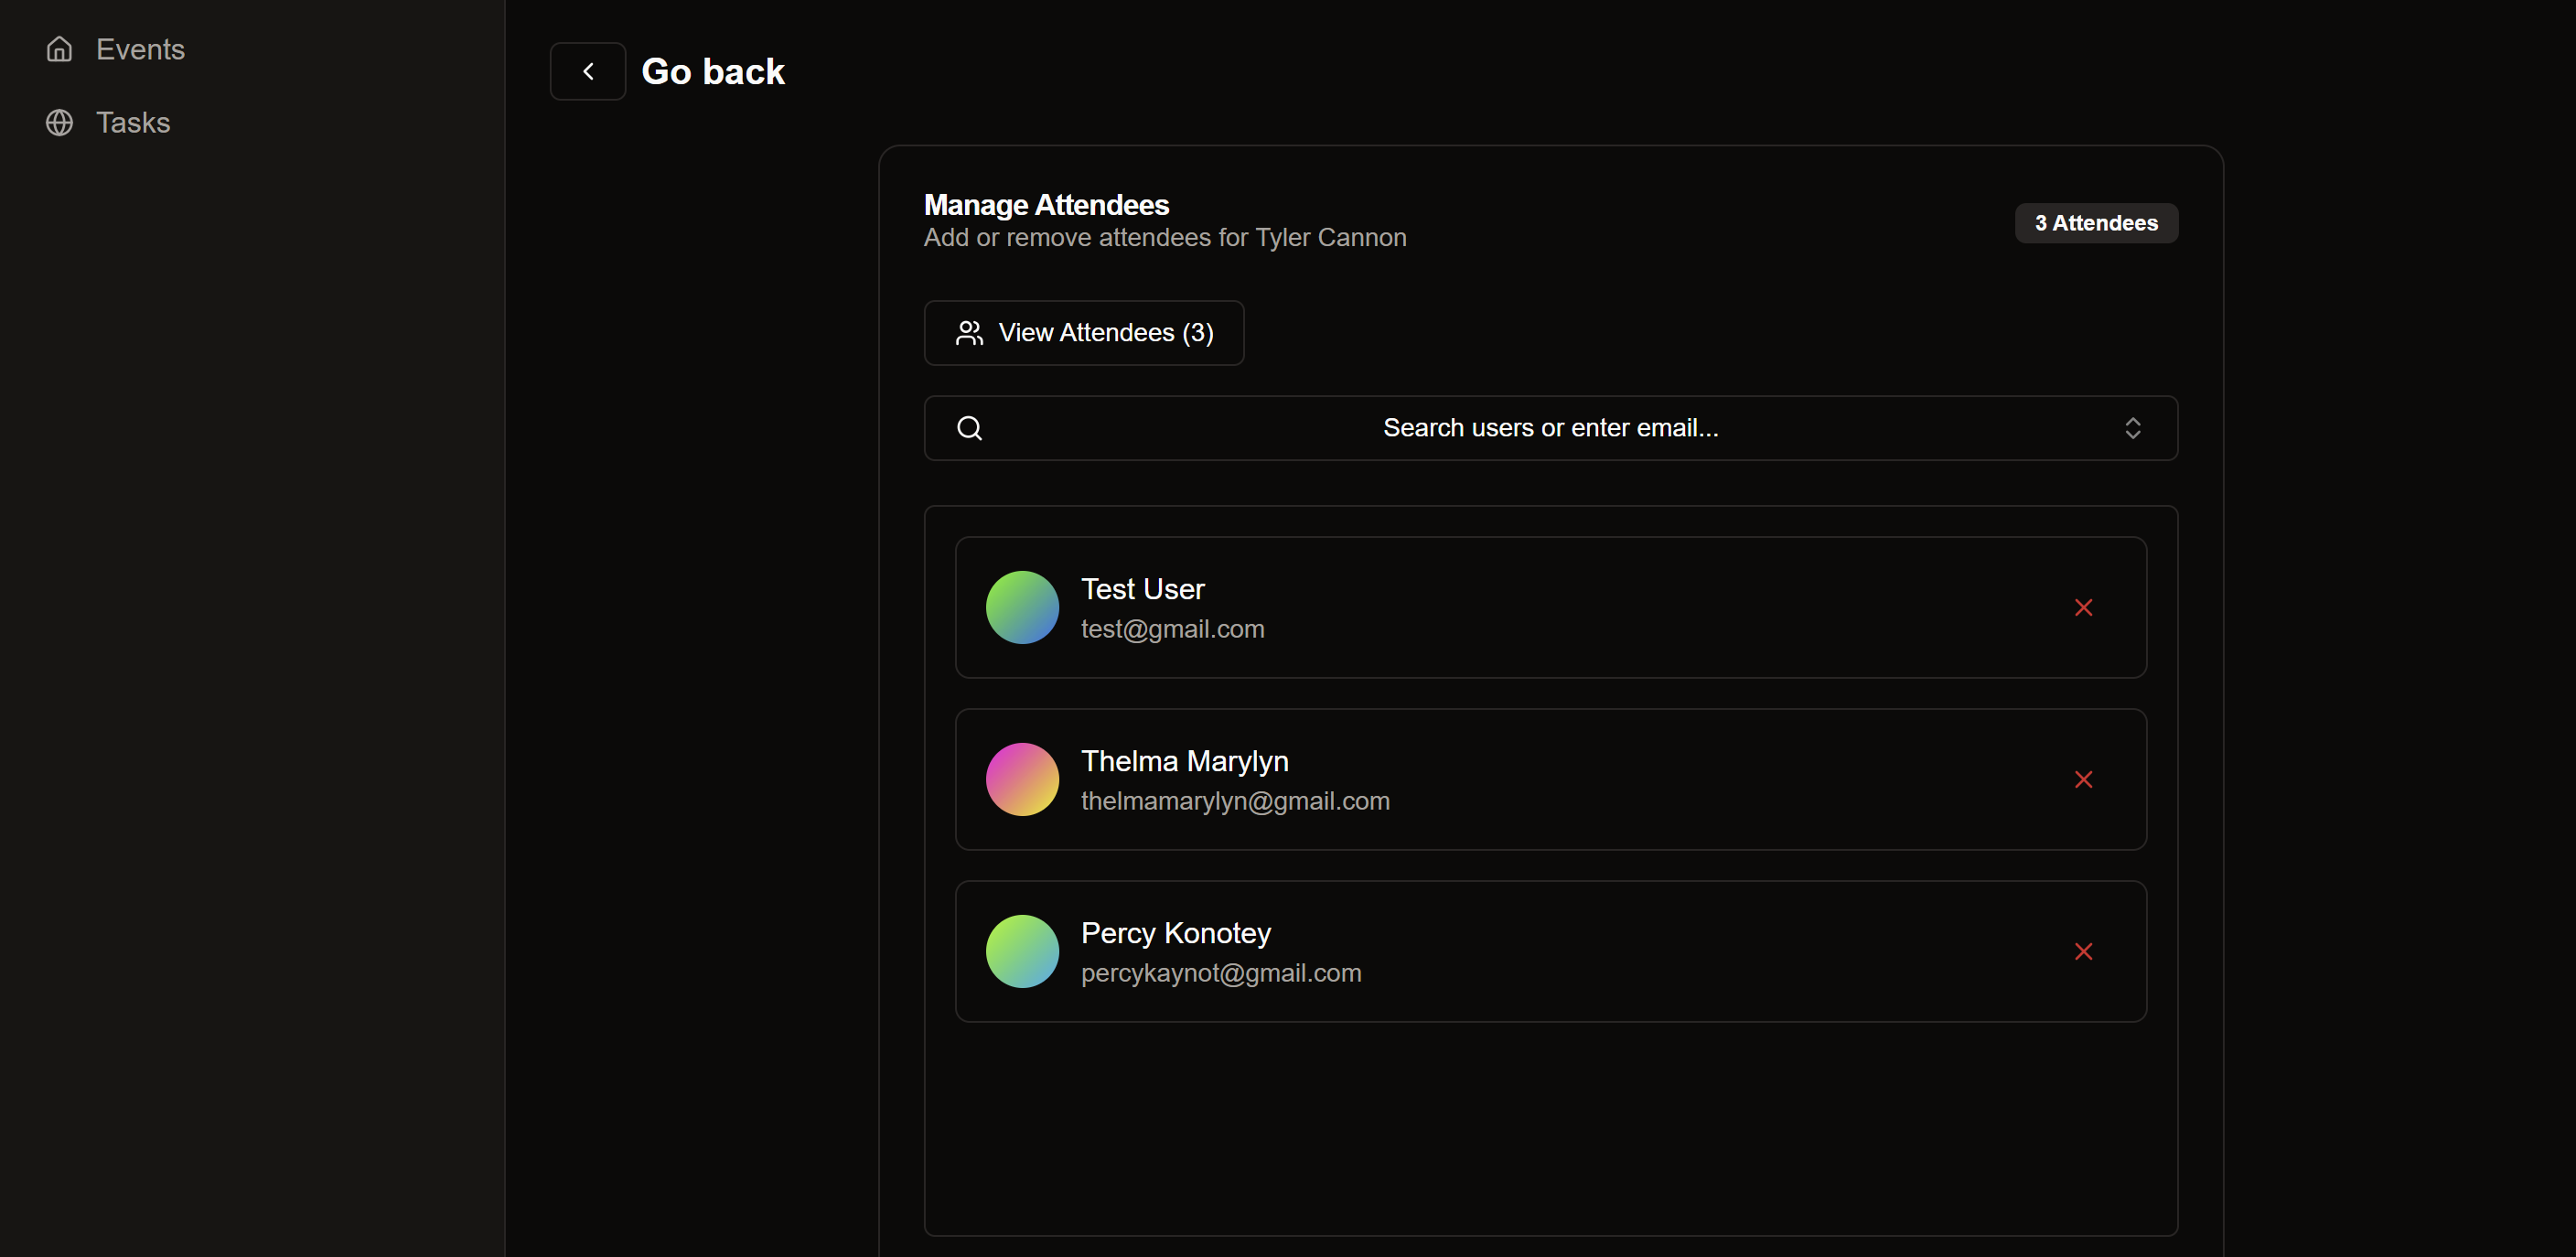 Events
Tasks
Go back
Manage Attendees
Add or remove attendees for Tyler Cannon
3 Attendees
View Attendees (3)
Search users or enter email...
Test User
test@gmail.com
Thelma Marylyn
thelmamarylyn@gmail.com
Percy Konotey
percykaynot@gmail.com